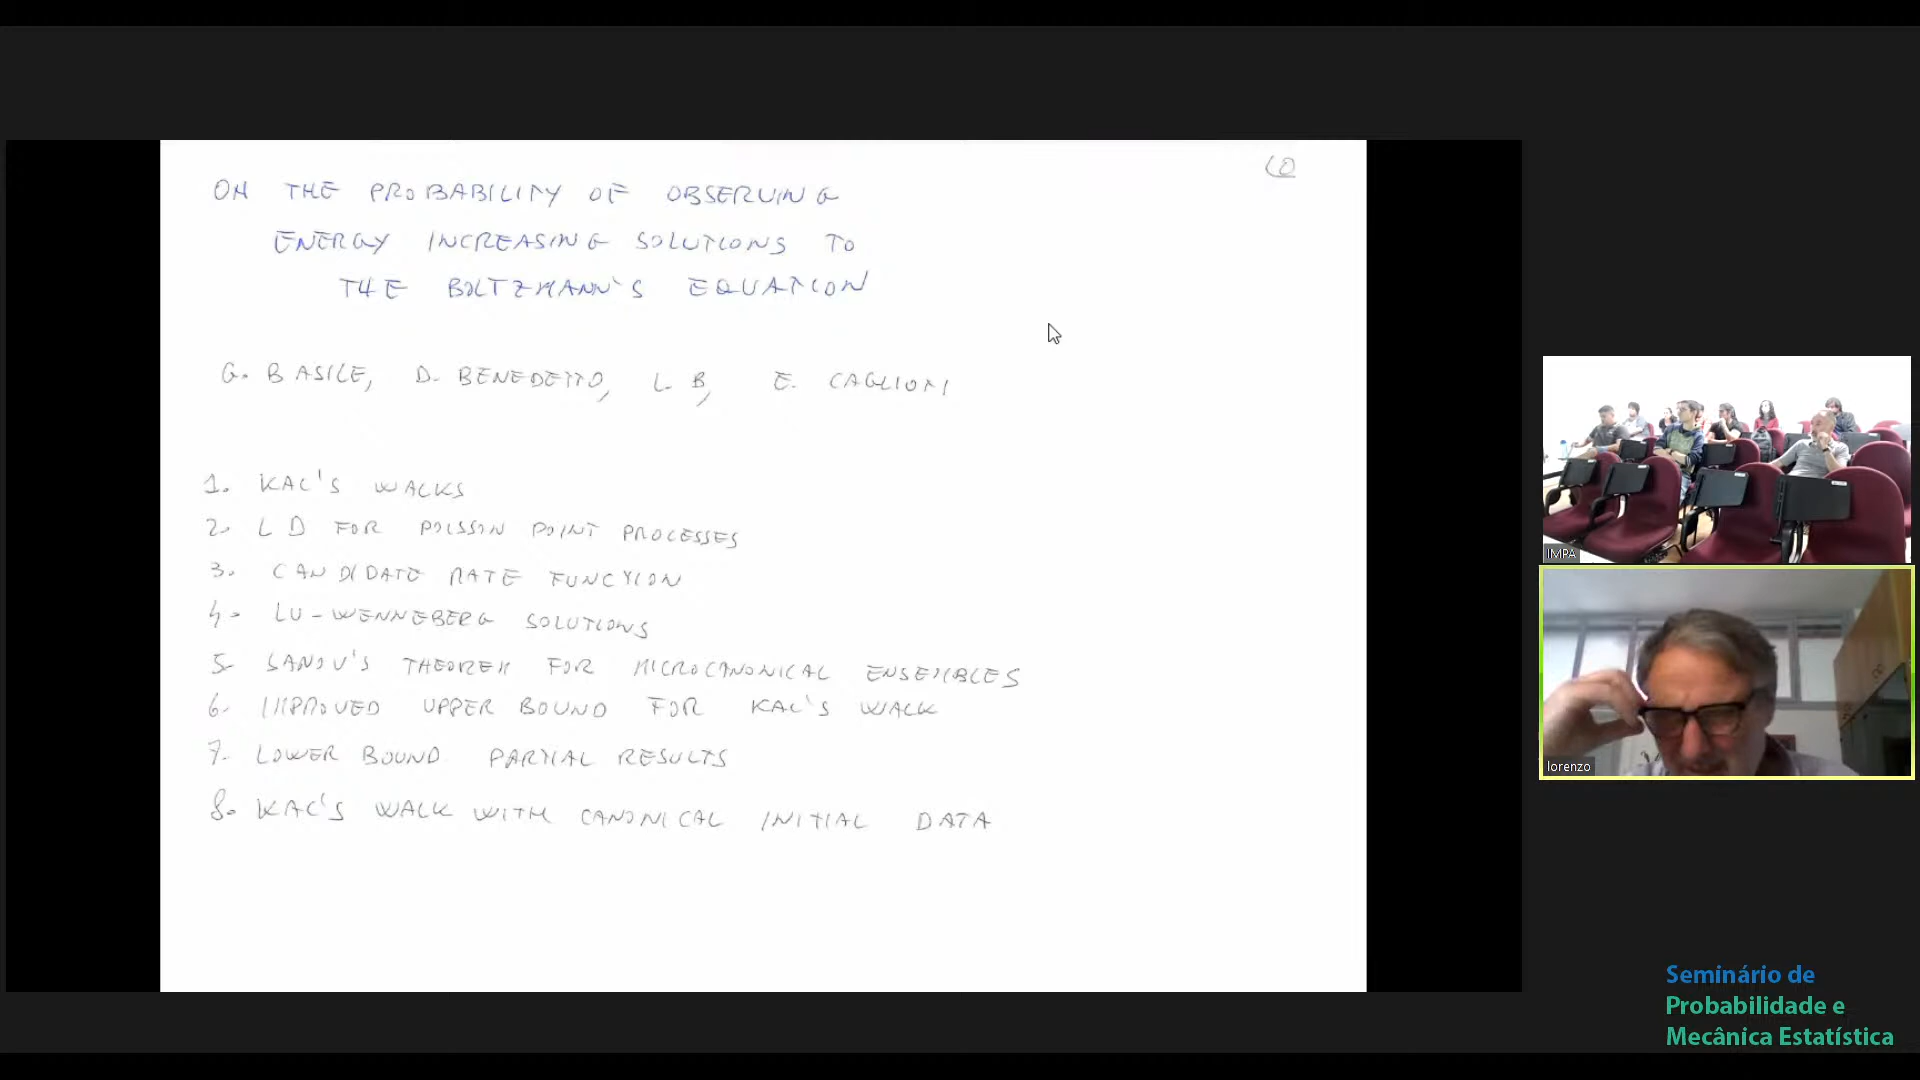 ON THE PROBABILITY OF OBSERVING
ENERGY INCREASING SOLUTIONS TO
THE BOLTZMANN'S EQUATION
G. BASILE, D. BENEDETTO, L. B, E. CAGLIOTI
1. KAC'S WALKS
2. LD FOR POISSON POINT PROCESSES
3. CANDIDATE RATE FUNCTION
4. LU-WENNEBERG SOLUTIONS
5. SANOV'S THEOREM FOR MICROCANONICAL ENSEMBLES
6. IMPROVED UPPER BOUND FOR KAC'S WALK
7. LOWER BOUND PARTIAL RESULTS
8. KAC'S WALK WITH CANONICAL INITIAL DATA
IMPA
lorenzo
Seminário de
Probabilidade e
Mecânica Estatística